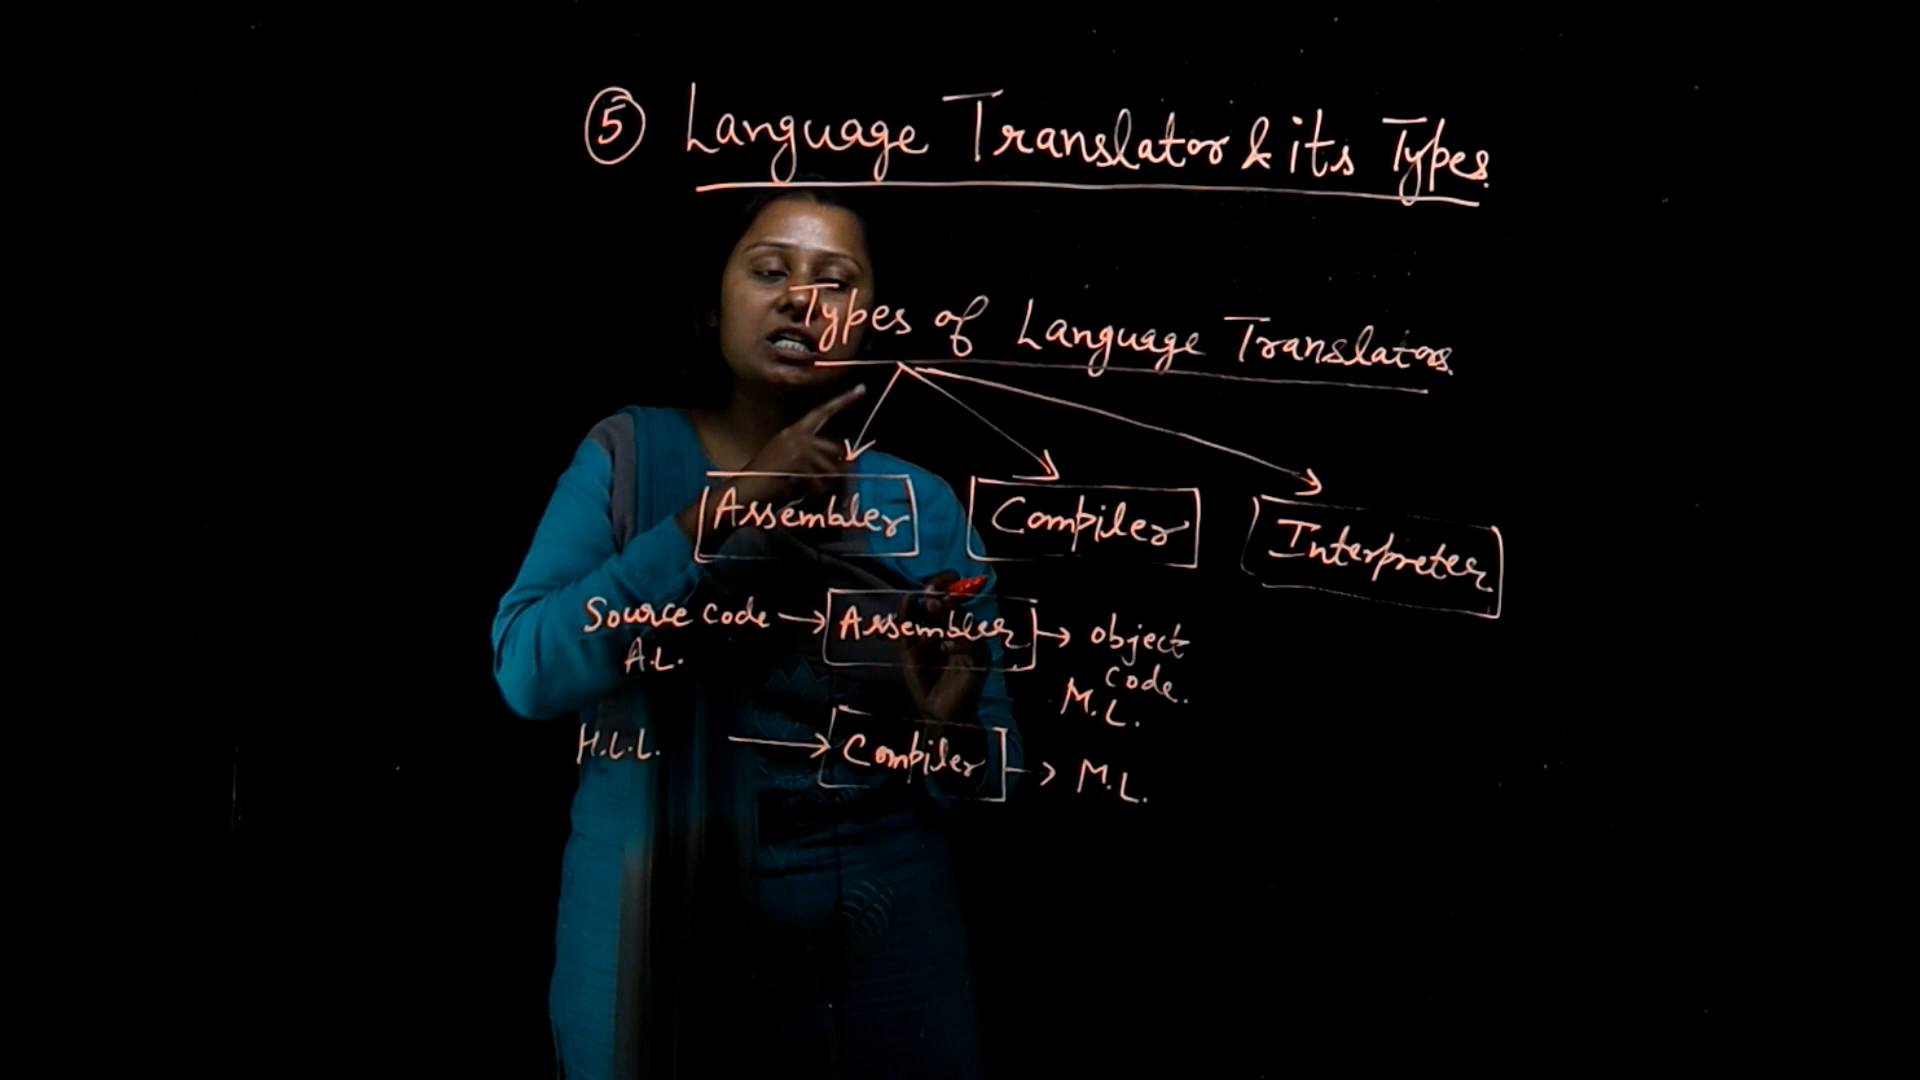 5 Language Translator & its Types.
Types of Language Translators.
Assembler Compiler Interpreter
Source Code → Assembler → Object
A.L. Code.
M.L.
H.L.L. → Compiler → M.L.